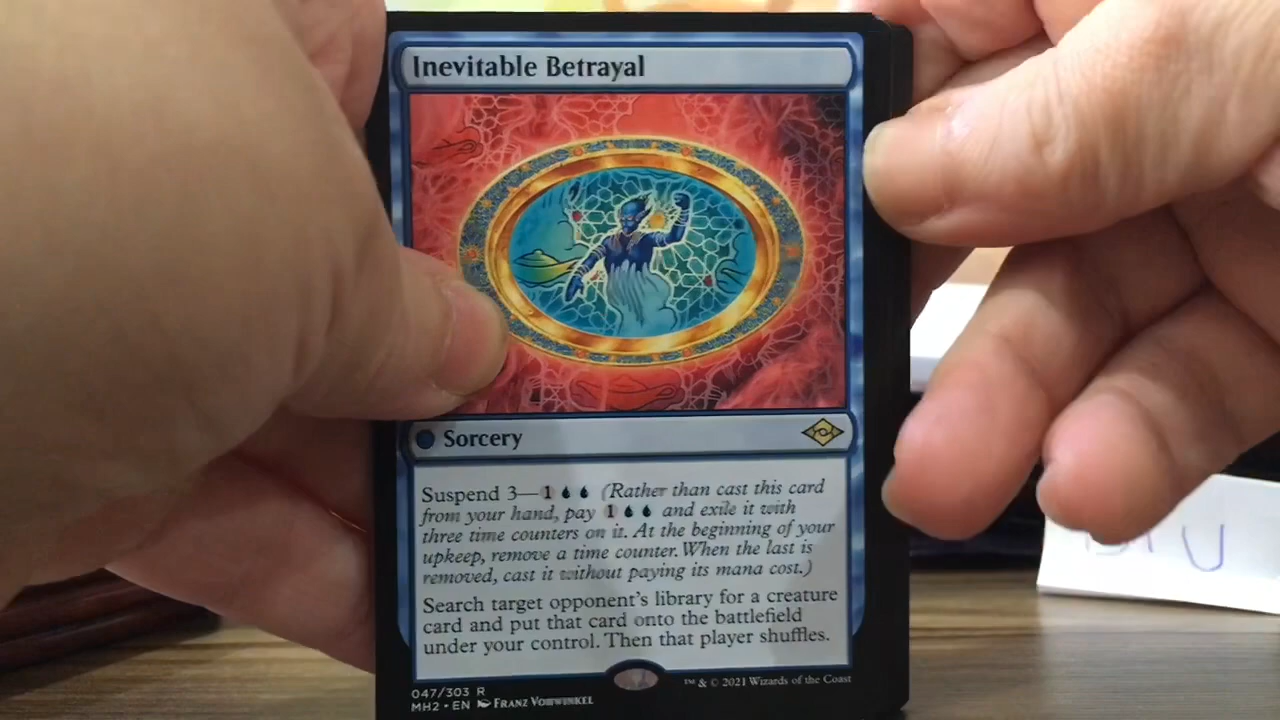 Inevitable Betrayal
Sorcery
Suspend 3—1 (Rather than cast this card
from your hand, pay 1 and exile it with
three time counters on it. At the beginning of your
upkeep, remove a time counter. When the last is
removed, cast it without paying its mana cost.)
Search target opponent's library for a creature
card and put that card onto the battlefield
under your control. Then that player shuffles.
047/303 R
MH2 • EN Franz Vohwinkel
™ & © 2021 Wizards of the Coast
U